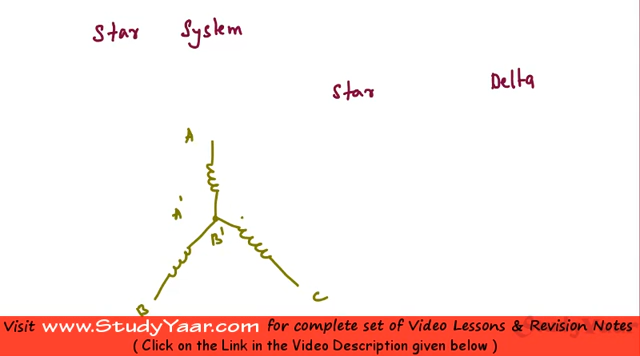 Star System
Star Delta
A
A'
B'
B
C
Visit www.StudyYaar.com for complete set of Video Lessons & Revision Notes
( Click on the Link in the Video Description given below )